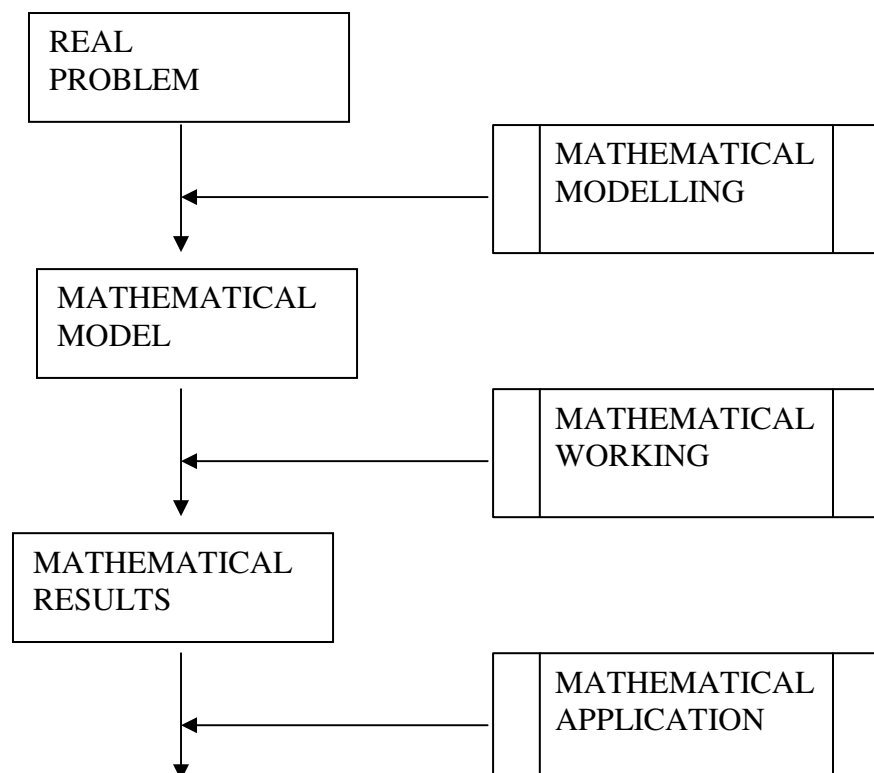 REAL
PROBLEM
MATHEMATICAL
MODELLING
MATHEMATICAL
MODEL
MATHEMATICAL
WORKING
MATHEMATICAL
RESULTS
MATHEMATICAL
APPLICATION